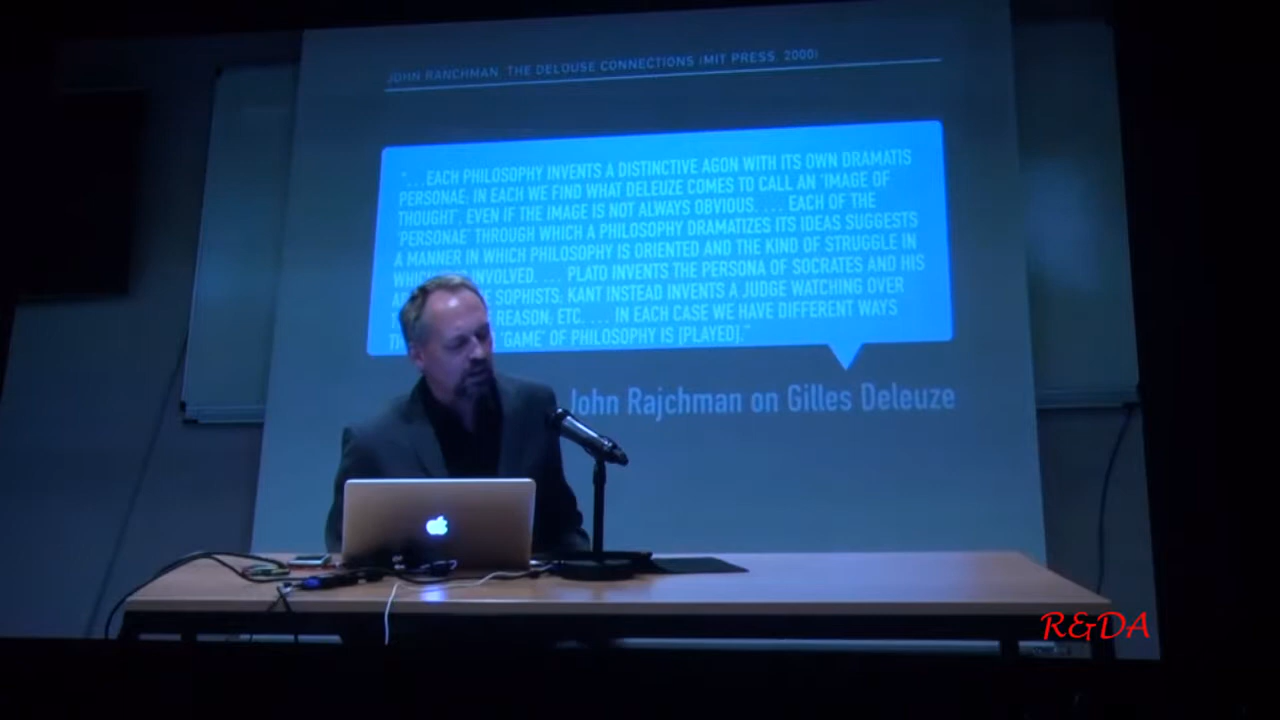 JOHN RANCHMAN, THE DELOUSE CONNECTIONS (MIT PRESS, 2000)
"... EACH PHILOSOPHY INVENTS A DISTINCTIVE AGON WITH ITS OWN DRAMATIS
PERSONAE; IN EACH WE FIND WHAT DELEUZE COMES TO CALL AN 'IMAGE OF
THOUGHT', EVEN IF THE IMAGE IS NOT ALWAYS OBVIOUS. ... EACH OF THE
'PERSONAE' THROUGH WHICH A PHILOSOPHY DRAMATIZES ITS IDEAS SUGGESTS
A MANNER IN WHICH PHILOSOPHY IS ORIENTED AND THE KIND OF STRUGGLE IN
INVOLVED. ... PLATO INVENTS THE PERSONA OF SOCRATES AND HIS
SOPHISTS; KANT INSTEAD INVENTS A JUDGE WATCHING OVER
REASON, ETC. ... IN EACH CASE WE HAVE DIFFERENT WAYS
'GAME' OF PHILOSOPHY IS [PLAYED]."
John Rajchman on Gilles Deleuze
R&DA